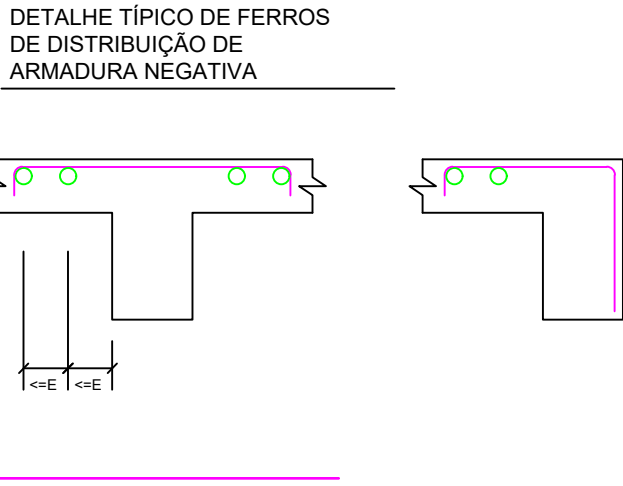 DETALHE TÍPICO DE FERROS
DE DISTRIBUIÇÃO DE
ARMADURA NEGATIVA
<=E <=E